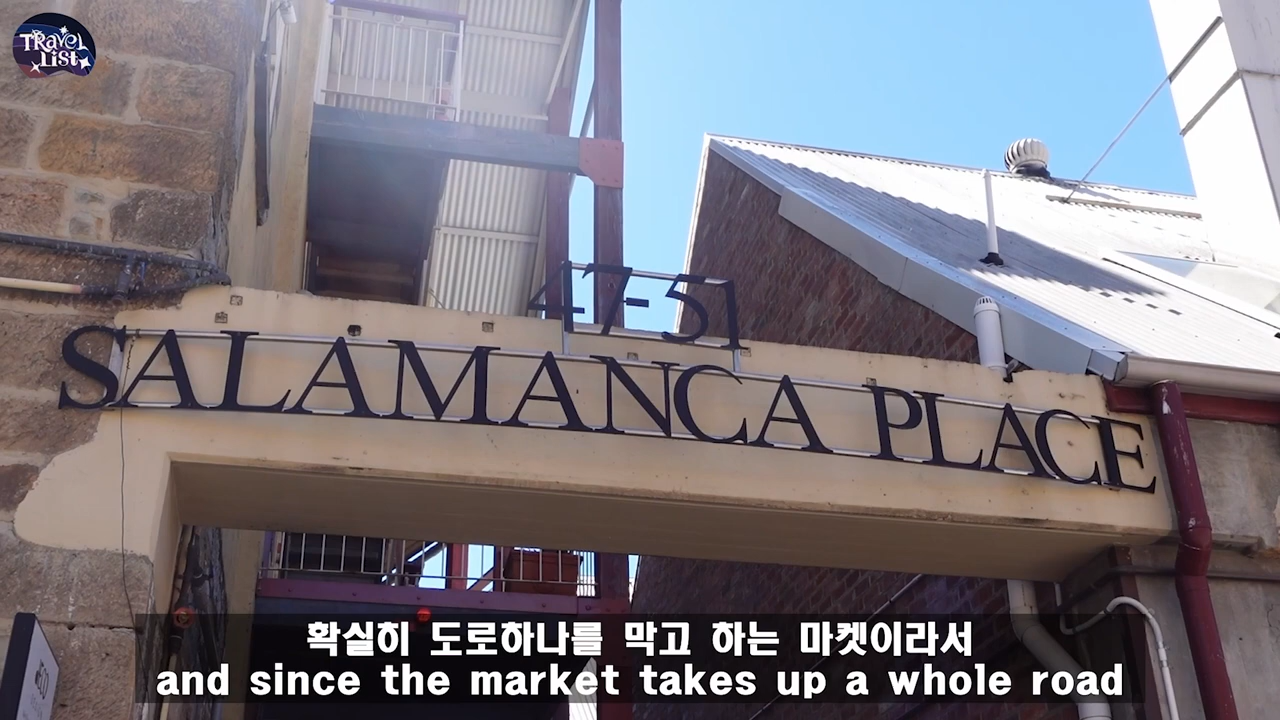 TRAVEL
LIST
47-51
SALAMANCA PLACE
확실히 도로하나를 막고 하는 마켓이라서
and since the market takes up a whole road